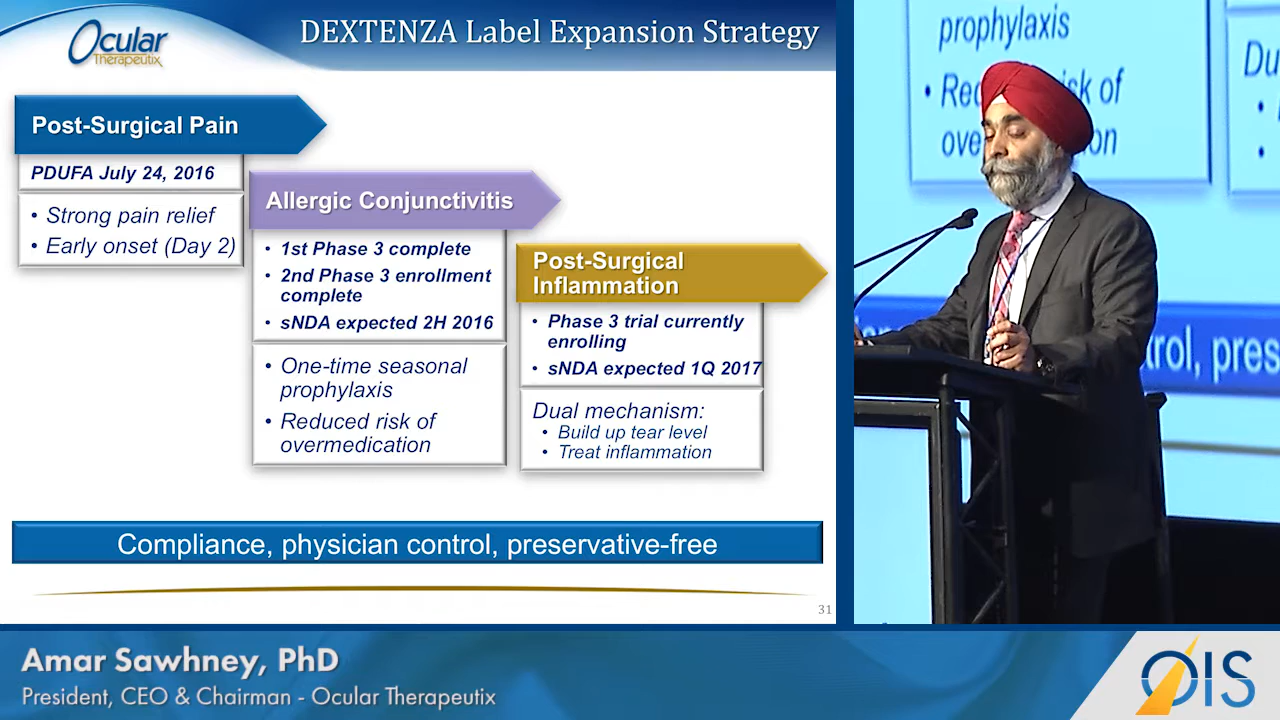 Ocular
Therapeutix
DEXTENZA Label Expansion Strategy
Post-Surgical Pain
PDUFA July 24, 2016
• Strong pain relief
• Early onset (Day 2)
Allergic Conjunctivitis
• 1st Phase 3 complete
• 2nd Phase 3 enrollment
complete
• sNDA expected 2H 2016
• One-time seasonal
prophylaxis
• Reduced risk of
overmedication
Post-Surgical
Inflammation
• Phase 3 trial currently
enrolling
• sNDA expected 1Q 2017
Dual mechanism:
• Build up tear level
• Treat inflammation
Compliance, physician control, preservative-free
31
prophylaxis
• Red sk of
ove on
Du
trol, pres
Amar Sawhney, PhD
President, CEO & Chairman - Ocular Therapeutix
OIS